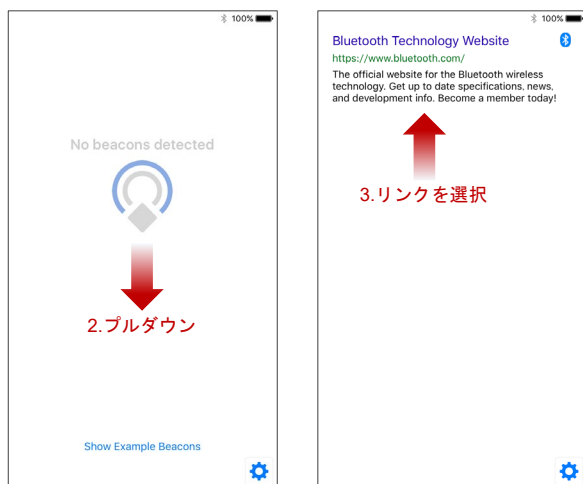 100%
No beacons detected
2.プルダウン
Show Example Beacons
100%
Bluetooth Technology Website
https://www.bluetooth.com/
The official website for the Bluetooth wireless
technology. Get up to date specifications, news,
and development info. Become a member today!
3.リンクを選択